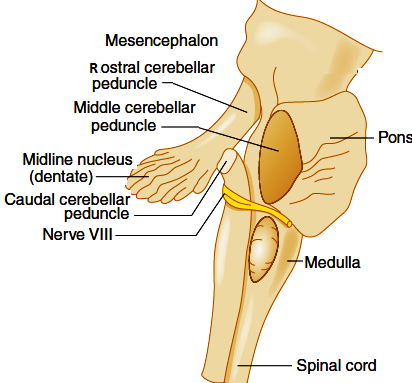 Mesencephalon
Rostral cerebellar
peduncle
Middle cerebellar
peduncle
Pons
Midline nucleus
(dentate)
Caudal cerebellar
peduncle
Nerve VIII
Medulla
Spinal cord